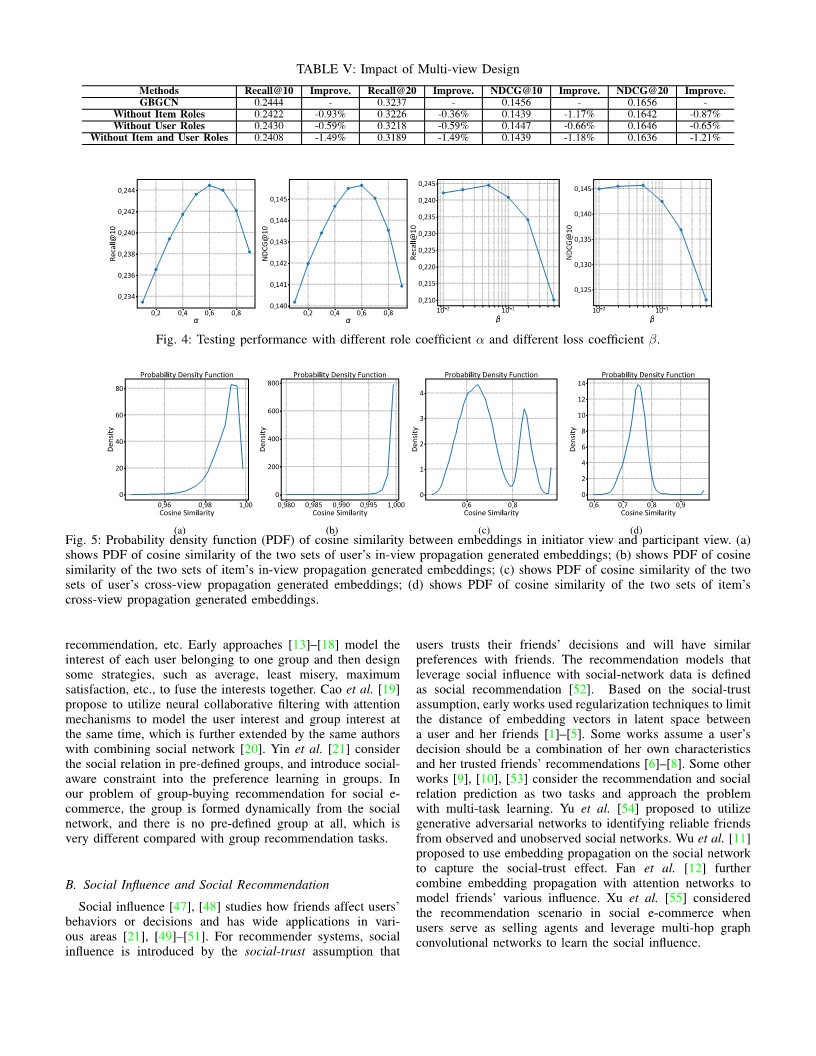 TABLE V: Impact of Multi-view Design
Methods Recall@10 Improve. Recall@20 Improve. NDCG@10 Improve. NDCG@20 Improve.
GBGCN 0.2444 - 0.3237 - 0.1456 - 0.1656 -
Without Item Roles 0.2422 -0.93% 0.3226 -0.36% 0.1439 -1.17% 0.1642 -0.87%
Without User Roles 0.2430 -0.59% 0.3218 -0.59% 0.1447 -0.66% 0.1646 -0.65%
Without Item and User Roles 0.2408 -1.49% 0.3189 -1.49% 0.1439 -1.18% 0.1636 -1.21%
Recall@10
0,244
0,242
0,240
0,238
0,236
0,234
0,2 0,4 0,6 0,8
α
NDCG@10
0,145
0,144
0,143
0,142
0,141
0,140
0,2 0,4 0,6 0,8
α
Recall@10
0,245
0,240
0,235
0,230
0,225
0,220
0,215
0,210
10⁻² 10⁻¹
β
NDCG@10
0,145
0,140
0,135
0,130
0,125
10⁻² 10⁻¹
β
Fig. 4: Testing performance with different role coefficient α and different loss coefficient β.
Probability Density Function
Density
80
60
40
20
0
0,96 0,98 1,00
Cosine Similarity
(a)
Probability Density Function
Density
800
600
400
200
0
0,980 0,985 0,990 0,995 1,000
Cosine Similarity
(b)
Probability Density Function
Density
4
3
2
1
0
0,6 0,8
Cosine Similarity
(c)
Probability Density Function
Density
14
12
10
8
6
4
2
0
0,6 0,7 0,8 0,9
Cosine Similarity
(d)
Fig. 5: Probability density function (PDF) of cosine similarity between embeddings in initiator view and participant view. (a)
shows PDF of cosine similarity of the two sets of user's in-view propagation generated embeddings; (b) shows PDF of cosine
similarity of the two sets of item's in-view propagation generated embeddings; (c) shows PDF of cosine similarity of the two
sets of user's cross-view propagation generated embeddings; (d) shows PDF of cosine similarity of the two sets of item's
cross-view propagation generated embeddings.
recommendation, etc. Early approaches [13]–[18] model the
interest of each user belonging to one group and then design
some strategies, such as average, least misery, maximum
satisfaction, etc., to fuse the interests together. Cao et al. [19]
propose to utilize neural collaborative filtering with attention
mechanisms to model the user interest and group interest at
the same time, which is further extended by the same authors
with combining social network [20]. Yin et al. [21] consider
the social relation in pre-defined groups, and introduce social-
aware constraint into the preference learning in groups. In
our problem of group-buying recommendation for social e-
commerce, the group is formed dynamically from the social
network, and there is no pre-defined group at all, which is
very different compared with group recommendation tasks.
B. Social Influence and Social Recommendation
Social influence [47], [48] studies how friends affect users'
behaviors or decisions and has wide applications in vari-
ous areas [21], [49]–[51]. For recommender systems, social
influence is introduced by the social-trust assumption that
users trusts their friends' decisions and will have similar
preferences with friends. The recommendation models that
leverage social influence with social-network data is defined
as social recommendation [52]. Based on the social-trust
assumption, early works used regularization techniques to limit
the distance of embedding vectors in latent space between
a user and her friends [1]–[5]. Some works assume a user's
decision should be a combination of her own characteristics
and her trusted friends' recommendations [6]–[8]. Some other
works [9], [10], [53] consider the recommendation and social
relation prediction as two tasks and approach the problem
with multi-task learning. Yu et al. [54] proposed to utilize
generative adversarial networks to identifying reliable friends
from observed and unobserved social networks. Wu et al. [11]
proposed to use embedding propagation on the social network
to capture the social-trust effect. Fan et al. [12] further
combine embedding propagation with attention networks to
model friends' various influence. Xu et al. [55] considered
the recommendation scenario in social e-commerce when
users serve as selling agents and leverage multi-hop graph
convolutional networks to learn the social influence.